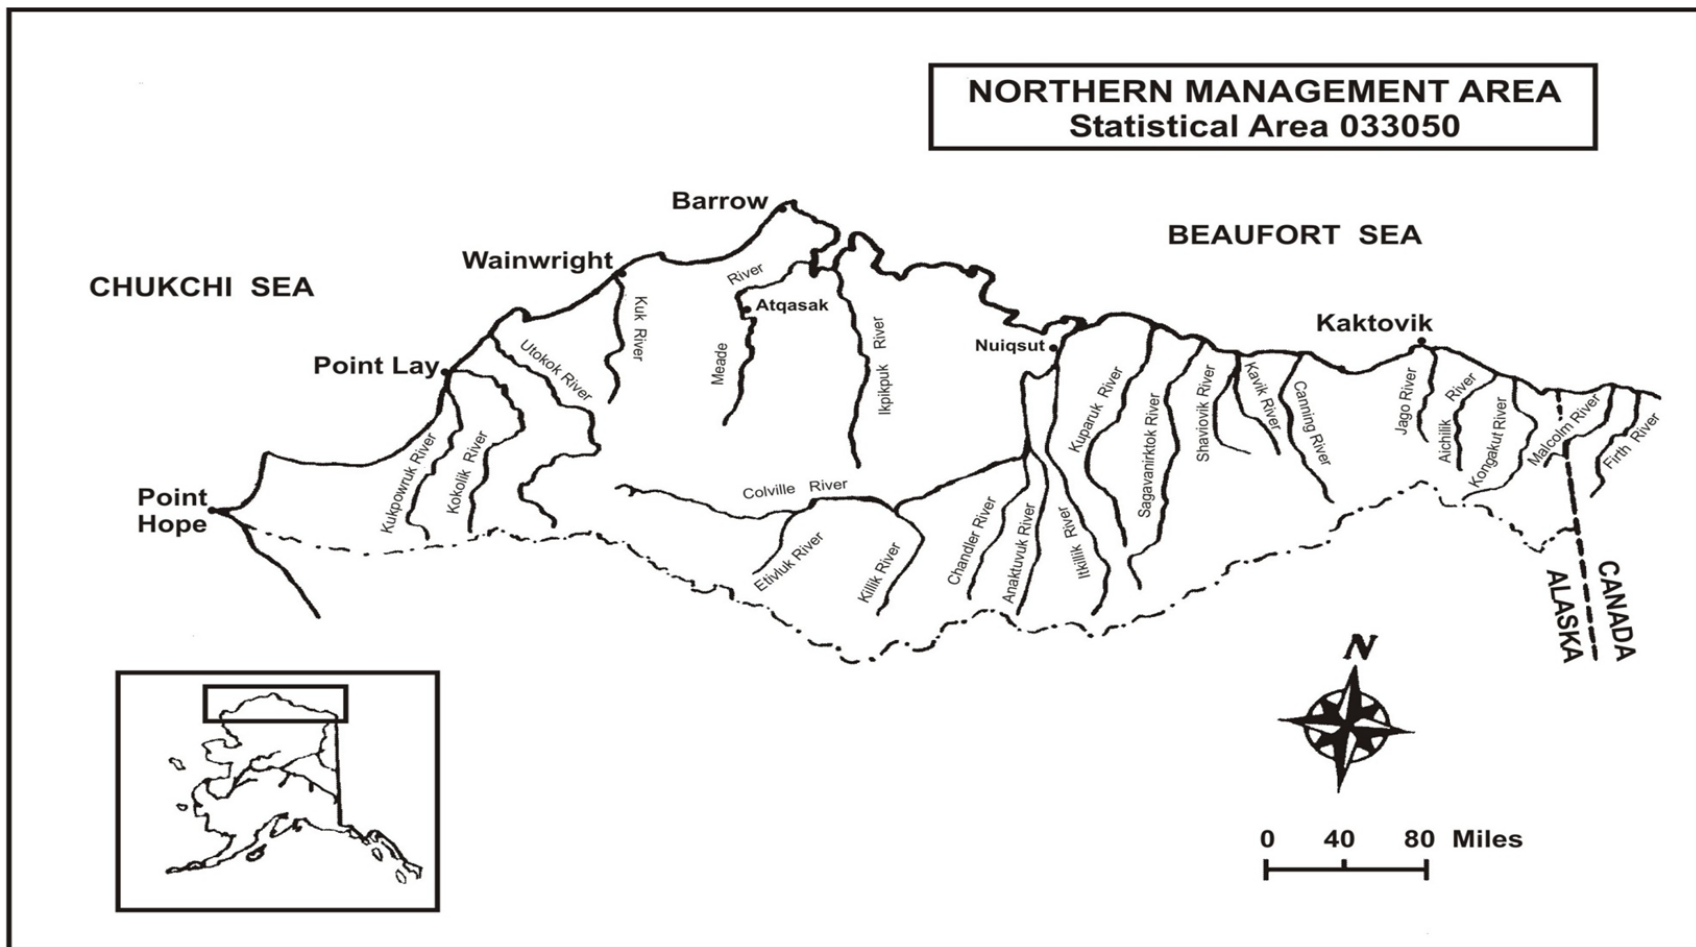 NORTHERN MANAGEMENT AREA
Statistical Area 033050
Barrow
BEAUFORT SEA
Wainwright
CHUKCHI SEA
River
Meade
Atqasak
Kuk River
Kaktovik
Nuiqsut
Utokok River
Point Lay
Ikpikpuk River
Kuparuk River
Sagavanirktok River
Shaviovik River
Kavik River
Canning River
Jago River
Aichilik River
Kongakut River
Malcolm River
Firth River
Kukpowruk River
Kokolik River
Colville River
Point
Hope
Etivluk River
Killik River
Chandler River
Anaktuvuk River
Itkillik River
ALASKA
CANADA
N
0 40 80 Miles